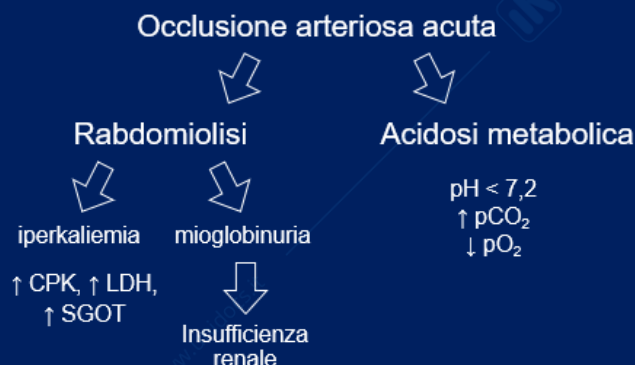 Occlusione arteriosa acuta
Rabdomiolisi
Acidosi metabolica
iperkaliemia
mioglobinuria
pH < 7,2
↑ pCO₂
↓ pO₂
↑ CPK, ↑ LDH,
↑ SGOT
Insufficienza
renale